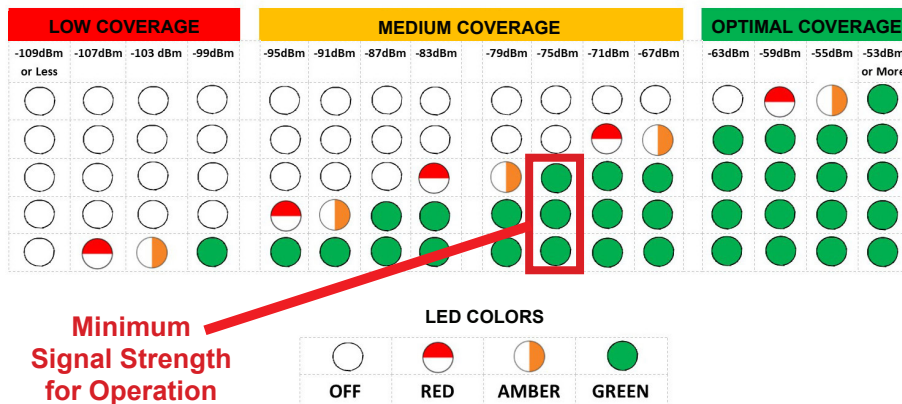 LOW COVERAGE MEDIUM COVERAGE OPTIMAL COVERAGE
-109dBm -107dBm -103 dBm -99dBm -95dBm -91dBm -87dBm -83dBm -79dBm -75dBm -71dBm -67dBm -63dBm -59dBm -55dBm -53dBm
or Less or More
LED COLORS
Minimum
Signal Strength
for Operation
OFF RED AMBER GREEN